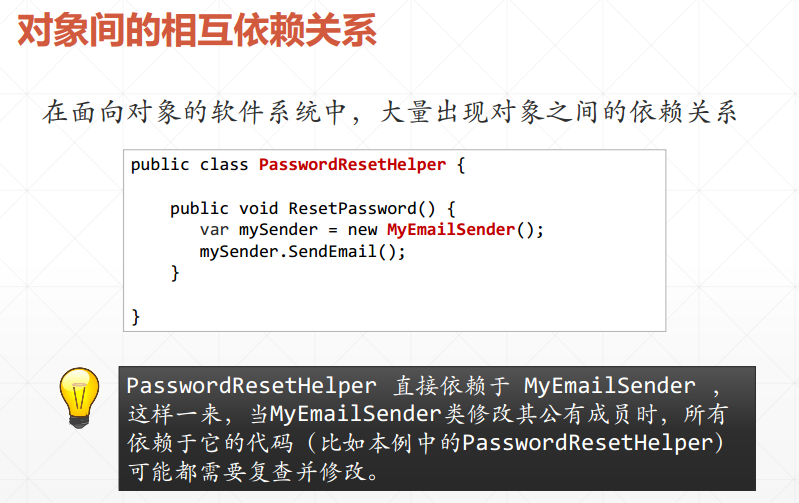 对象间的相互依赖关系
在面向对象的软件系统中，大量出现对象之间的依赖关系
public class PasswordResetHelper {
public void ResetPassword() {
var mySender = new MyEmailSender();
mySender.SendEmail();
}
}
PasswordResetHelper 直接依赖于 MyEmailSender ，
这样一来，当MyEmailSender类修改其公有成员时，所有
依赖于它的代码（比如本例中的PasswordResetHelper）
可能都需要复查并修改。